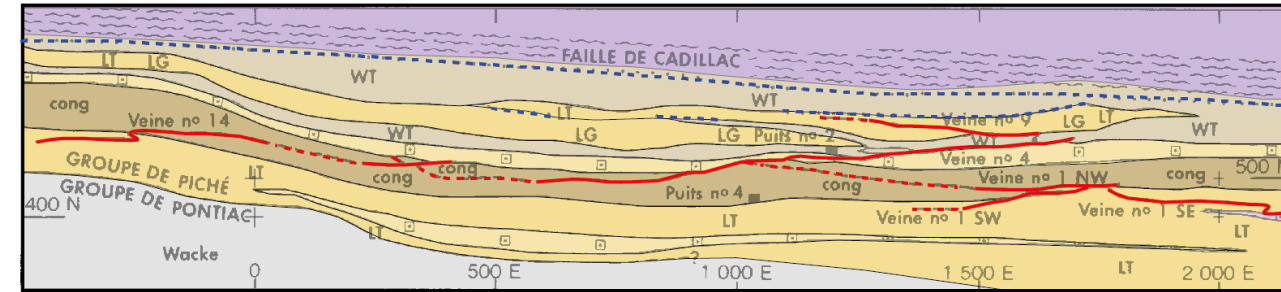 FAILLE DE CADILLAC
LT LG
WT
WT
cong
Veine nº 14
LT
Veine nº 9
LG LT
WT
WT
LG
LG
Puits nº 2
WT
cong
cong
Veine nº 4
GROUPE DE PICHÉ
LT
Veine nº 1 NW
cong
500 N
GROUPE DE PONTIAC
Puits nº 4
cong
400 N
LT
Veine nº 1 SW
Veine nº 1 SE
LT
LT
Wacke
?
0
500 E
1 000 E
1 500 E
LT
2 000 E